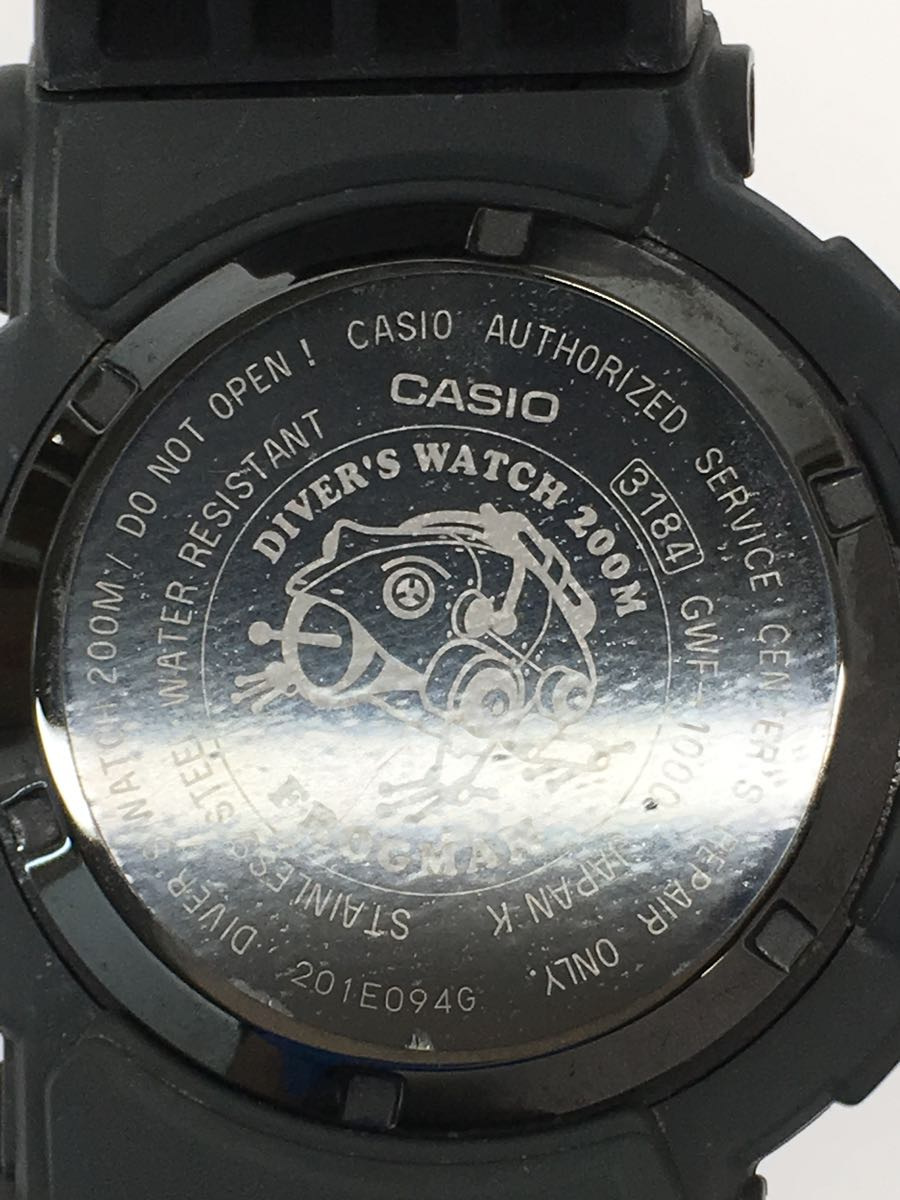 DIVER'S WATCH 200M / DO NOT OPEN! CASIO AUTHORIZED SERVICE CENTER'S REPAIR ONLY.
CASIO
STAINLESS STEEL WATER RESISTANT
3184 GWF-1000 JAPAN K
DIVER'S WATCH 200M
FROGMAN
201E094G